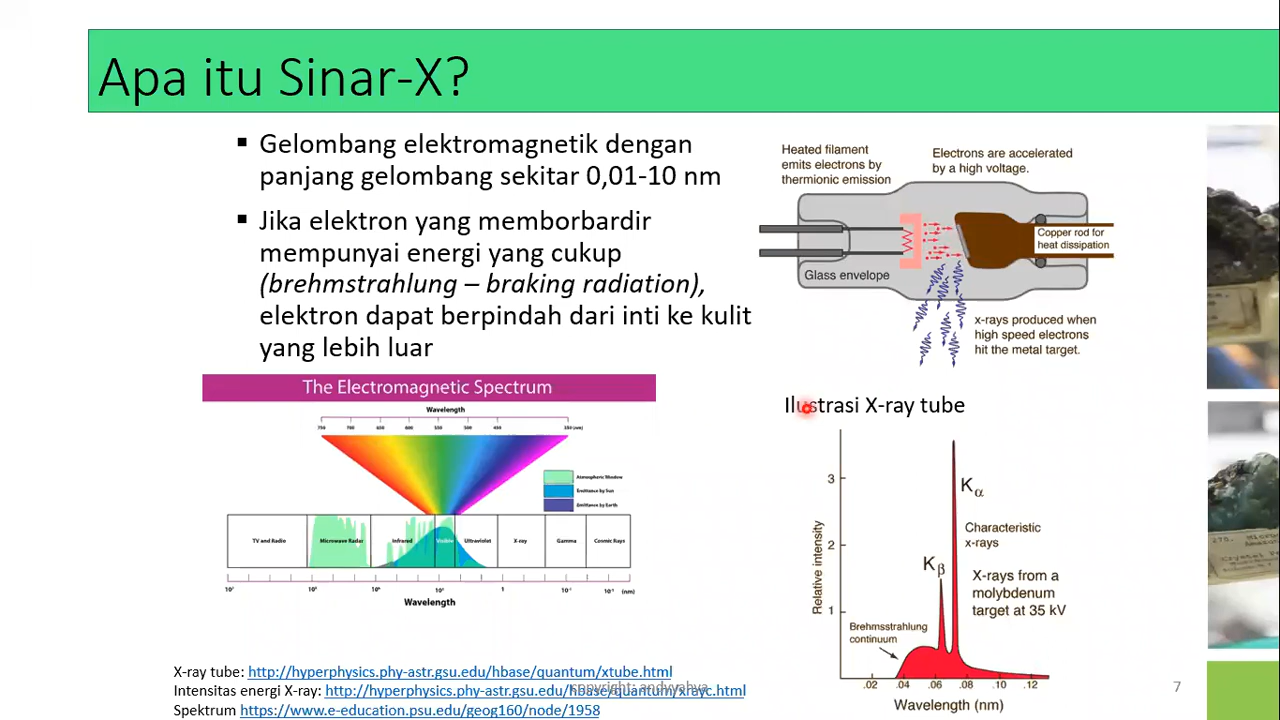 Apa itu Sinar-X?
▪ Gelombang elektromagnetik dengan
panjang gelombang sekitar 0,01-10 nm
▪ Jika elektron yang memborbardir
mempunyai energi yang cukup
(brehmstrahlung – braking radiation),
elektron dapat berpindah dari inti ke kulit
yang lebih luar
Heated filament
emits electrons by
thermionic emission
Electrons are accelerated
by a high voltage.
Copper rod for
heat dissipation
Glass envelope
x-rays produced when
high speed electrons
hit the metal target.
Ilustrasi X-ray tube
The Electromagnetic Spectrum
Wavelength
Atmospheric Window
Emittance by Sun
Emittance by Earth
TV and Radio Microwave Radar Infrared Visible Ultraviolet X-ray Gamma Cosmic Rays
Wavelength
3
2
1
Relative intensity
Kα
Characteristic
x-rays
Kβ
X-rays from a
molybdenum
target at 35 kV
Brehmsstrahlung
continuum
.02 .04 .06 .08 .10 .12
Wavelength (nm)
X-ray tube: http://hyperphysics.phy-astr.gsu.edu/hbase/quantum/xtube.html
Intensitas energi X-ray: http://hyperphysics.phy-astr.gsu.edu/hbase/quantum/xrayc.html
Spektrum https://www.e-education.psu.edu/geog160/node/1958
copyright: andwyahya
7